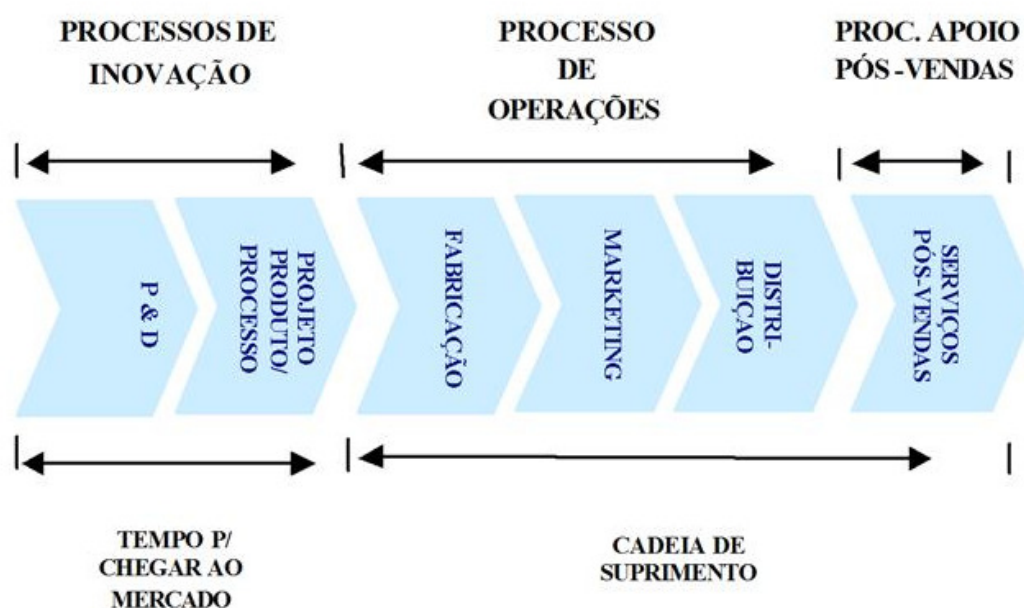 PROCESSOS DE
INOVAÇÃO
PROCESSO
DE
OPERAÇÕES
PROC. APOIO
PÓS -VENDAS
P & D
PROJETO
PRODUTO/
PROCESSO
FABRICAÇÃO
MARKETING
DISTRI-
BUIÇAO
SERVIÇOS
PÓS-VENDAS
TEMPO P/
CHEGAR AO
MERCADO
CADEIA DE
SUPRIMENTO